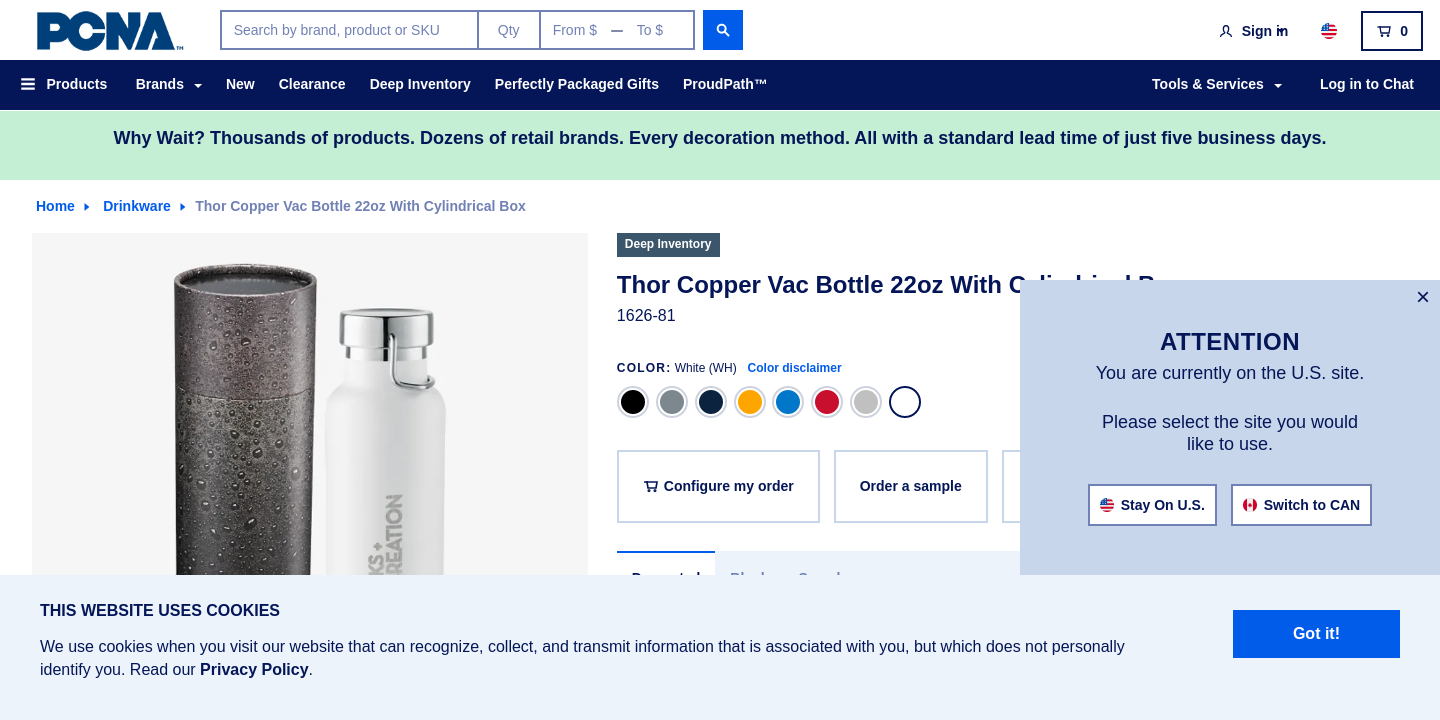 PCNA™
Search by brand, product or SKU
Qty
From $ — To $
Sign in
0
Products
Brands
New
Clearance
Deep Inventory
Perfectly Packaged Gifts
ProudPath™
Tools & Services
Log in to Chat
Why Wait? Thousands of products. Dozens of retail brands. Every decoration method. All with a standard lead time of just five business days.
Home
Drinkware
Thor Copper Vac Bottle 22oz With Cylindrical Box
Deep Inventory
Thor Copper Vac Bottle 22oz With
1626-81
COLOR: White (WH) Color disclaimer
Configure my order
Order a sample
ATTENTION
You are currently on the U.S. site.
Please select the site you would
like to use.
Stay On U.S.
Switch to CAN
THIS WEBSITE USES COOKIES
We use cookies when you visit our website that can recognize, collect, and transmit information that is associated with you, but which does not personally
identify you. Read our Privacy Policy.
Got it!